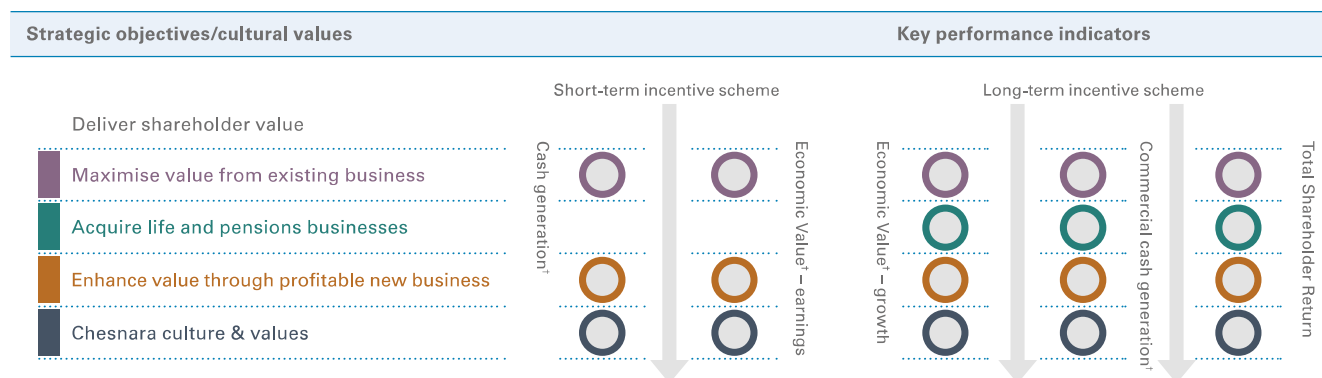 Strategic objectives/cultural values
Key performance indicators
Short-term incentive scheme
Long-term incentive scheme
Deliver shareholder value
Maximise value from existing business
Acquire life and pensions businesses
Enhance value through profitable new business
Chesnara culture & values
Cash generation†
Economic Value† – earnings
Economic Value† – growth
Commercial cash generation†
Total Shareholder Return